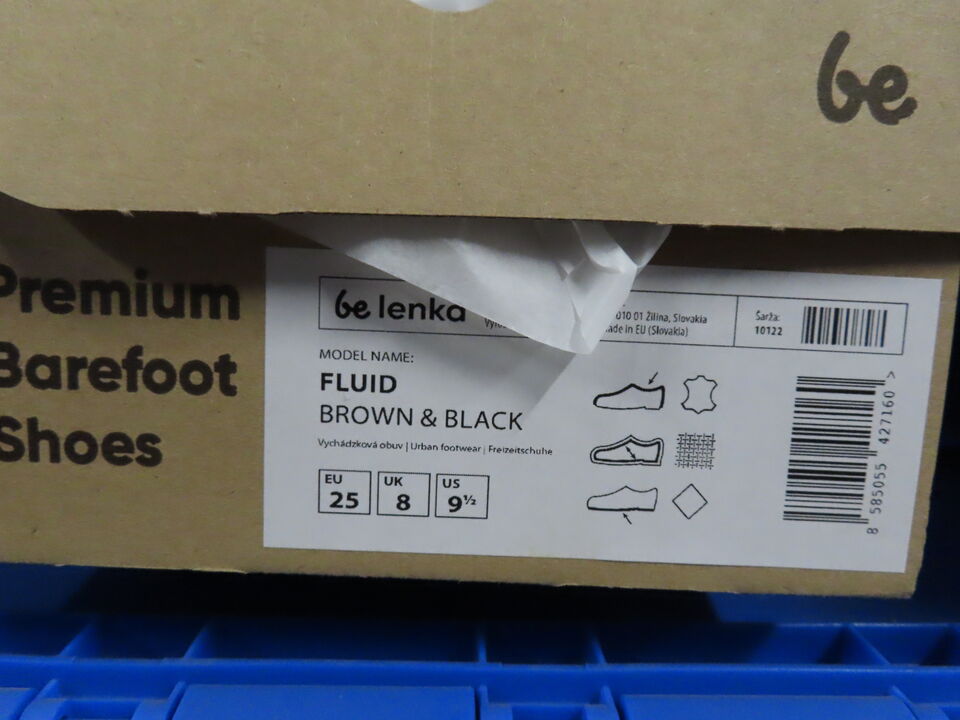 be
Premium
Barefoot
Shoes
be lenka
010 01 Žilina, Slovakia
in EU (Slovakia)
Šarža:
10122
MODEL NAME:
FLUID
BROWN & BLACK
Vychádzková obuv | Urban footwear | Freizeitschuhe
EU
25
UK
8
US
9½
8 585055 427160 >